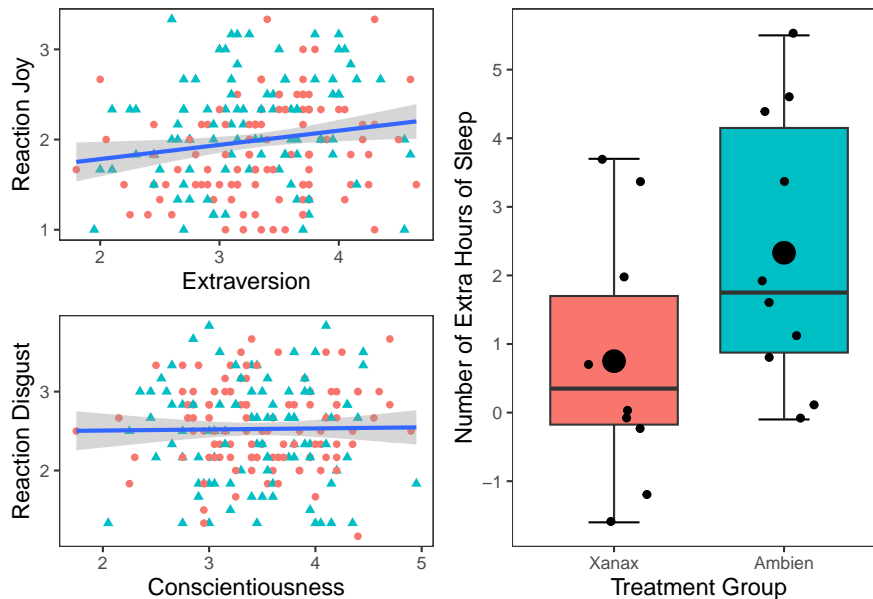 Reaction Joy
3
2
1
2
3
4
Extraversion
Reaction Disgust
3
2
2
3
4
5
Conscientiousness
Number of Extra Hours of Sleep
5
4
3
2
1
0
−1
Xanax
Ambien
Treatment Group